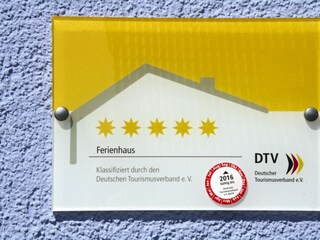 Ferienhaus
Klassifiziert durch den
Deutschen Tourismusverband e. V.
2016
DTV
Deutscher
Tourismusverband e.V.